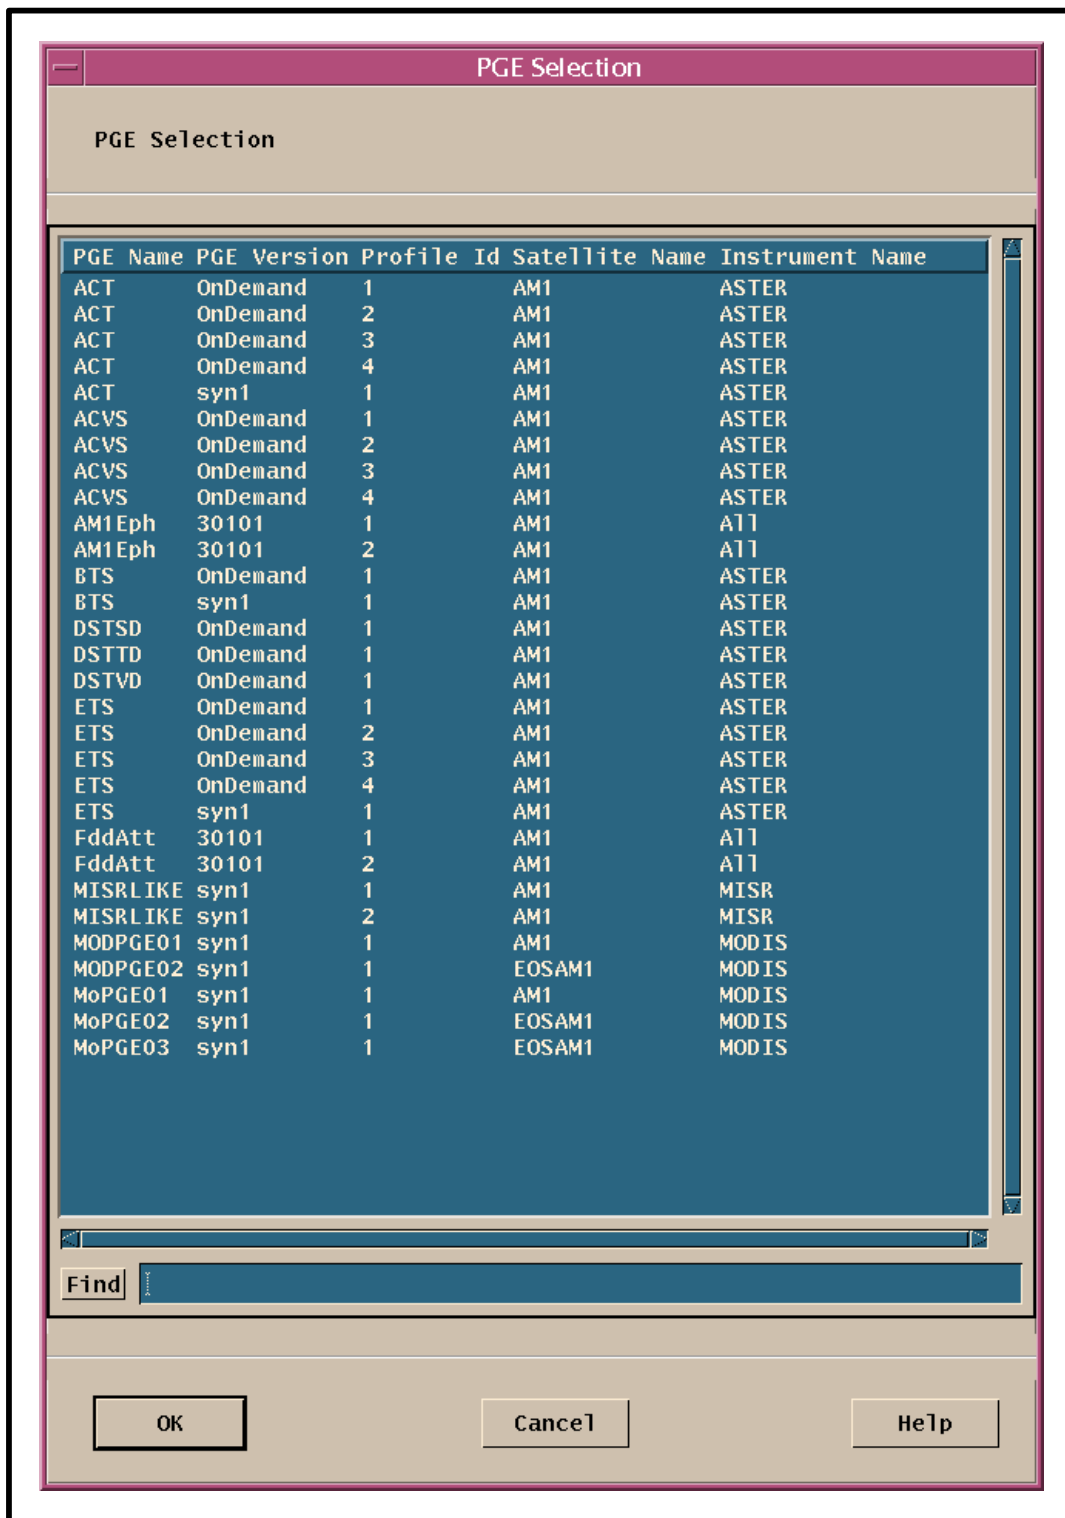 PGE Selection
PGE Selection
PGE Name PGE Version Profile Id Satellite Name Instrument Name
ACT OnDemand 1 AM1 ASTER
ACT OnDemand 2 AM1 ASTER
ACT OnDemand 3 AM1 ASTER
ACT OnDemand 4 AM1 ASTER
ACT syn1 1 AM1 ASTER
ACVS OnDemand 1 AM1 ASTER
ACVS OnDemand 2 AM1 ASTER
ACVS OnDemand 3 AM1 ASTER
ACVS OnDemand 4 AM1 ASTER
AM1Eph 30101 1 AM1 All
AM1Eph 30101 2 AM1 All
BTS OnDemand 1 AM1 ASTER
BTS syn1 1 AM1 ASTER
DSTSD OnDemand 1 AM1 ASTER
DSTTD OnDemand 1 AM1 ASTER
DSTVD OnDemand 1 AM1 ASTER
ETS OnDemand 1 AM1 ASTER
ETS OnDemand 2 AM1 ASTER
ETS OnDemand 3 AM1 ASTER
ETS OnDemand 4 AM1 ASTER
ETS syn1 1 AM1 ASTER
FddAtt 30101 1 AM1 All
FddAtt 30101 2 AM1 All
MISRLIKE syn1 1 AM1 MISR
MISRLIKE syn1 2 AM1 MISR
MODPGE01 syn1 1 AM1 MODIS
MODPGE02 syn1 1 EOSAM1 MODIS
MoPGE01 syn1 1 AM1 MODIS
MoPGE02 syn1 1 EOSAM1 MODIS
MoPGE03 syn1 1 EOSAM1 MODIS
Find
OK Cancel Help